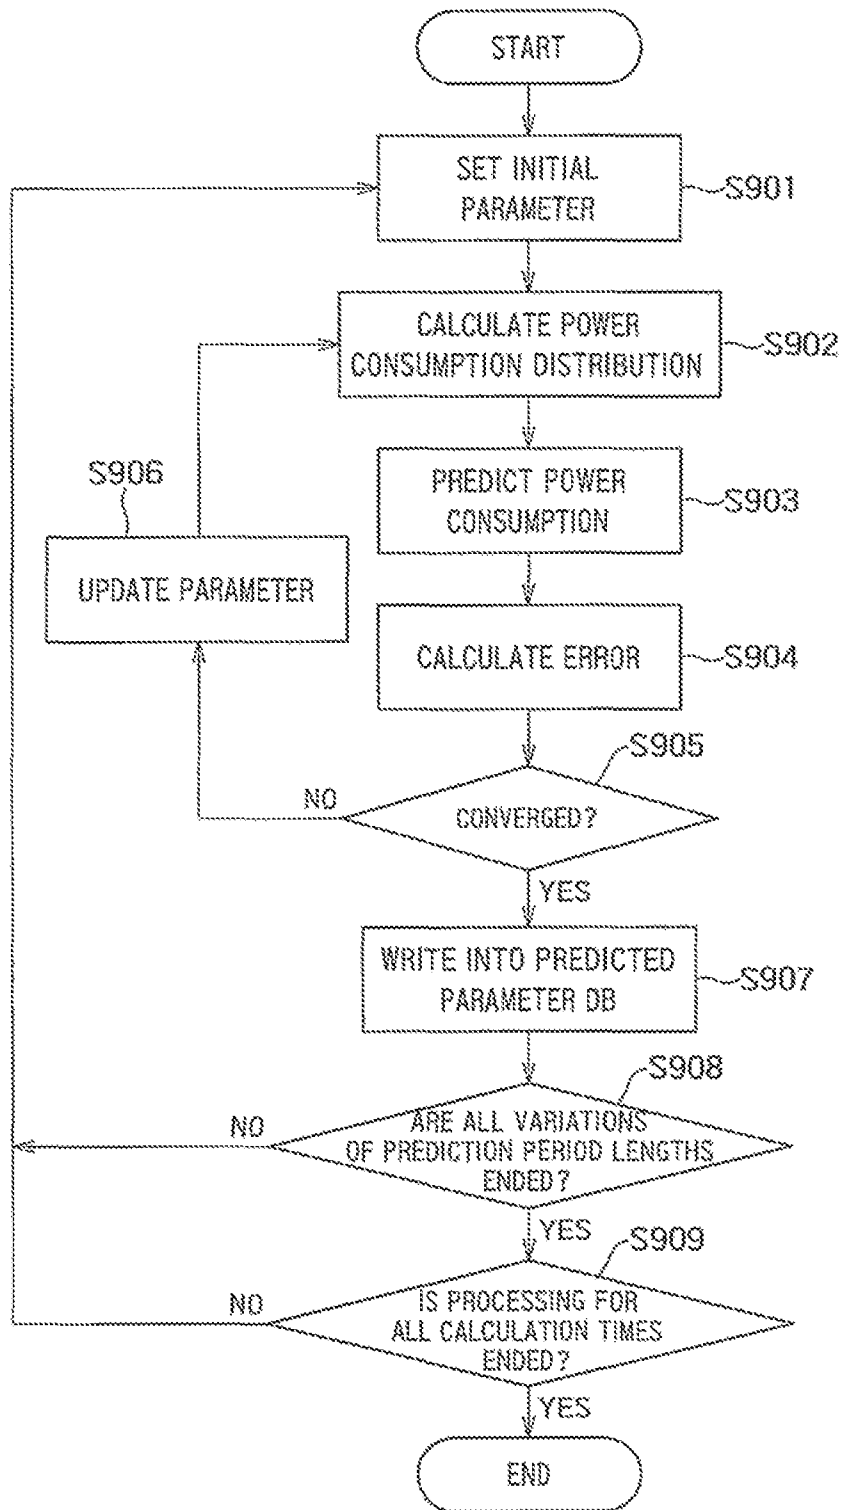 START
SET INITIAL
PARAMETER
S901
CALCULATE POWER
CONSUMPTION DISTRIBUTION
S902
PREDICT POWER
CONSUMPTION
S903
S906
UPDATE PARAMETER
CALCULATE ERROR
S904
S905
NO
CONVERGED?
YES
WRITE INTO PREDICTED
PARAMETER DB
S907
S908
NO
ARE ALL VARIATIONS
OF PREDICTION PERIOD LENGTHS
ENDED?
YES
S909
NO
IS PROCESSING FOR
ALL CALCULATION TIMES
ENDED?
YES
END